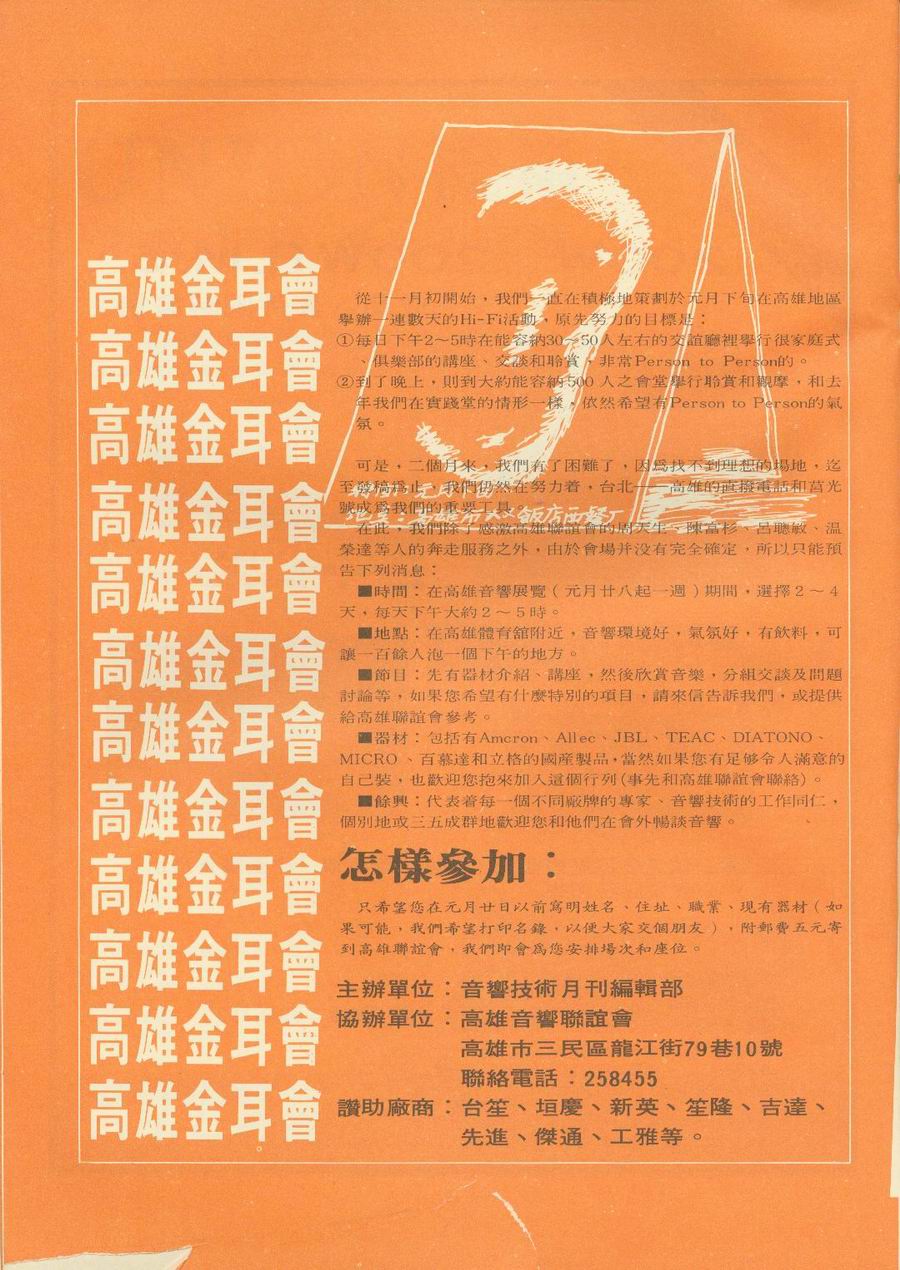 高雄金耳會
高雄金耳會
高雄金耳會
高雄金耳會
高雄金耳會
高雄金耳會
高雄金耳會
高雄金耳會
高雄金耳會
高雄金耳會
高雄金耳會
高雄金耳會
從十一月初開始，我們一直在積極地策劃於元月下旬在高雄地區
舉辦一連數天的Hi-Fi活動，原先努力的目標是：
①每日下午2～5時在能容納30～50人左右的交誼廳裡舉行很家庭式
、俱樂部的講座、交談和聆賞，非常Person to Person的。
②到了晚上，則到大約能容納500人之會堂舉行聆賞和觀摩，和去
年我們在實踐堂的情形一樣，依然希望有Person to Person的氣
氛。
可是，二個月來，我們有了困難了，因爲找不到理想的場地，迄
至發稿爲止，我們仍然在努力着，台北——高雄的直撥電話和莒光
號成爲我們的重要工具。
在此，我們除了感激高雄聯誼會的周天生、陳富杉、呂聰敏、温
榮達等人的奔走服務之外，由於會場并没有完全確定，所以只能預
告下列消息：
■時間：在高雄音響展覽（元月廿八起一週）期間，選擇2～4
天，每天下午大約2～5時。
■地點：在高雄體育舘附近，音響環境好，氣氛好，有飲料，可
讓一百餘人泡一個下午的地方。
■節目：先有器材介紹、講座，然後欣賞音樂，分組交談及問題
討論等，如果您希望有什麼特別的項目，請來信告訴我們，或提供
給高雄聯誼會參考。
■器材：包括有Amcron、Allec、JBL、TEAC、DIATONO、
MICRO、百慕達和立格的國産製品，當然如果您有足够令人滿意的
自己裝，也歡迎您抱來加入這個行列(事先和高雄聯誼會聯絡)。
■餘興：代表着每一個不同廠牌的專家、音響技術的工作同仁，
個別地或三五成群地歡迎您和他們在會外暢談音響。
怎樣參加：
只希望您在元月廿日以前寫明姓名、住址、職業、現有器材（如
果可能，我們希望打印名錄，以便大家交個朋友），附郵費五元寄
到高雄聯誼會，我們即會爲您安排場次和座位。
主辦單位：音響技術月刊編輯部
協辦單位：高雄音響聯誼會
高雄市三民區龍江街79巷10號
聯絡電話：258455
讚助廠商：台笙、垣慶、新英、笙隆、吉達、
先進、傑通、工雅等。